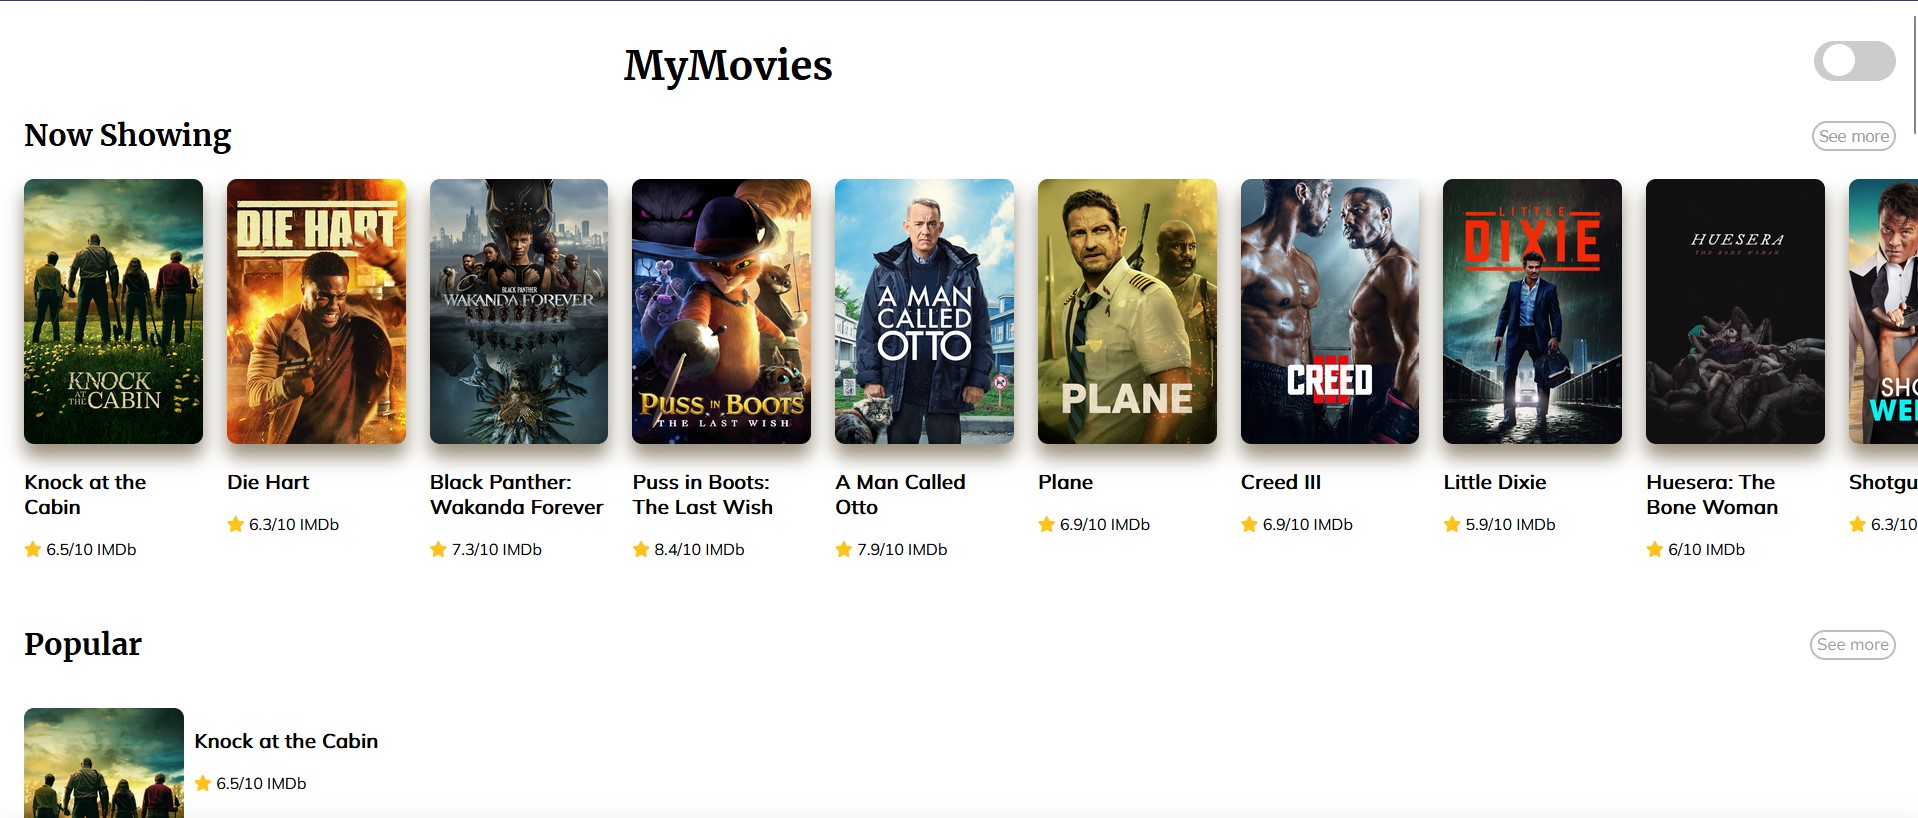 MyMovies
Now Showing
See more
KNOCK
AT
THE CABIN
DIE HART
BLACK PANTHER
WAKANDA FOREVER
PUSS IN BOOTS
THE LAST WISH
A MAN
CALLED
OTTO
PLANE
CREED
III
LITTLE
DIXIE
HUESERA
THE BONE WOMAN
SHO
WE
Knock at the
Cabin
6.5/10 IMDb
Die Hart
6.3/10 IMDb
Black Panther:
Wakanda Forever
7.3/10 IMDb
Puss in Boots:
The Last Wish
8.4/10 IMDb
A Man Called
Otto
7.9/10 IMDb
Plane
6.9/10 IMDb
Creed III
6.9/10 IMDb
Little Dixie
5.9/10 IMDb
Huesera: The
Bone Woman
6/10 IMDb
Shotgu
6.3/10
Popular
See more
Knock at the Cabin
6.5/10 IMDb